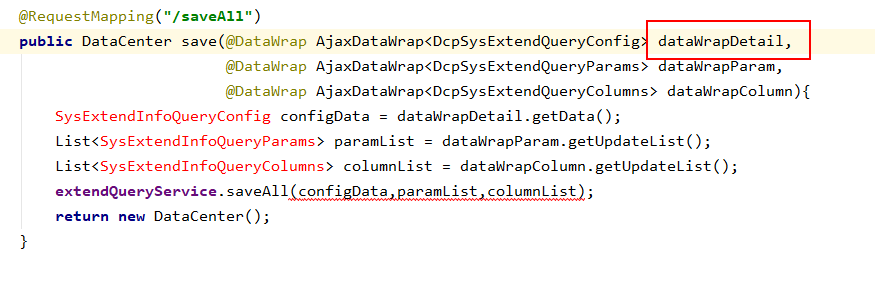 @RequestMapping("/saveAll")
public DataCenter save(@DataWrap AjaxDataWrap<DcpSysExtendQueryConfig> dataWrapDetail,
@DataWrap AjaxDataWrap<DcpSysExtendQueryParams> dataWrapParam,
@DataWrap AjaxDataWrap<DcpSysExtendQueryColumns> dataWrapColumn){
SysExtendInfoQueryConfig configData = dataWrapDetail.getData();
List<SysExtendInfoQueryParams> paramList = dataWrapParam.getUpdateList();
List<SysExtendInfoQueryColumns> columnList = dataWrapColumn.getUpdateList();
extendQueryService.saveAll(configData,paramList,columnList);
return new DataCenter();
}